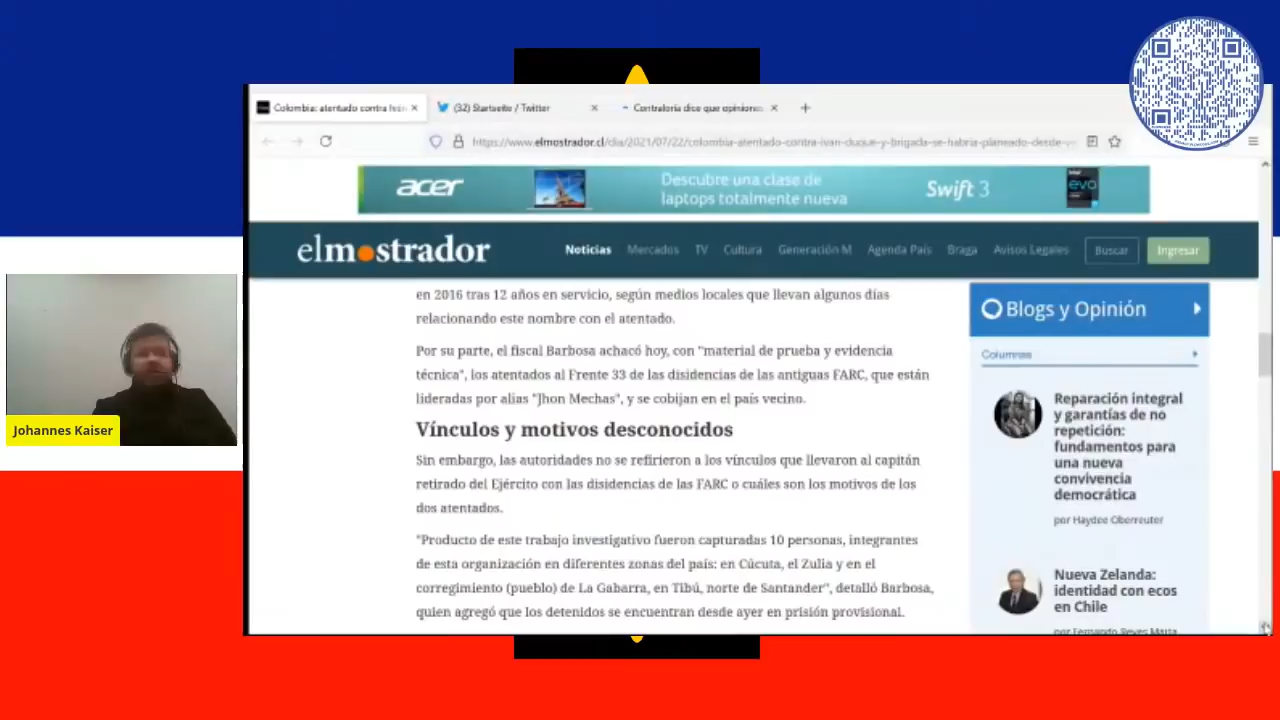 Colombia: atentado contra
(32) Startseite / Twitter
Contraloría dice que opiniones
https://www.elmostrador.cl/dia/2021/07/22/colombia-atentado-contra-ivan-duque-y-brigada-se-habria-planeado-desde-
acer
Descubre una clase de
laptops totalmente nueva
Swift 3
intel
evo
elmostrador
Noticias Mercados TV Cultura Generación M Agenda País Braga Avisos Legales Buscar Ingresar
en 2016 tras 12 años en servicio, según medios locales que llevan algunos días
relacionando este nombre con el atentado.
Por su parte, el fiscal Barbosa achacó hoy, con "material de prueba y evidencia
técnica", los atentados al Frente 33 de las disidencias de las antiguas FARC, que están
lideradas por alias "Jhon Mechas", y se cobijan en el país vecino.
Vínculos y motivos desconocidos
Sin embargo, las autoridades no se refirieron a los vínculos que llevaron al capitán
retirado del Ejército con las disidencias de las FARC o cuáles son los motivos de los
dos atentados.
"Producto de este trabajo investigativo fueron capturadas 10 personas, integrantes
de esta organización en diferentes zonas del país: en Cúcuta, el Zulia y en el
corregimiento (pueblo) de La Gabarra, en Tibú, norte de Santander", detalló Barbosa,
quien agregó que los detenidos se encuentran desde ayer en prisión provisional.
Blogs y Opinión
Columnas
Reparación integral
y garantías de no
repetición:
fundamentos para
una nueva
convivencia
democrática
por Haydee Oberreuter
Nueva Zelanda:
identidad con ecos
en Chile
por Fernando Reyes Matta
Johannes Kaiser